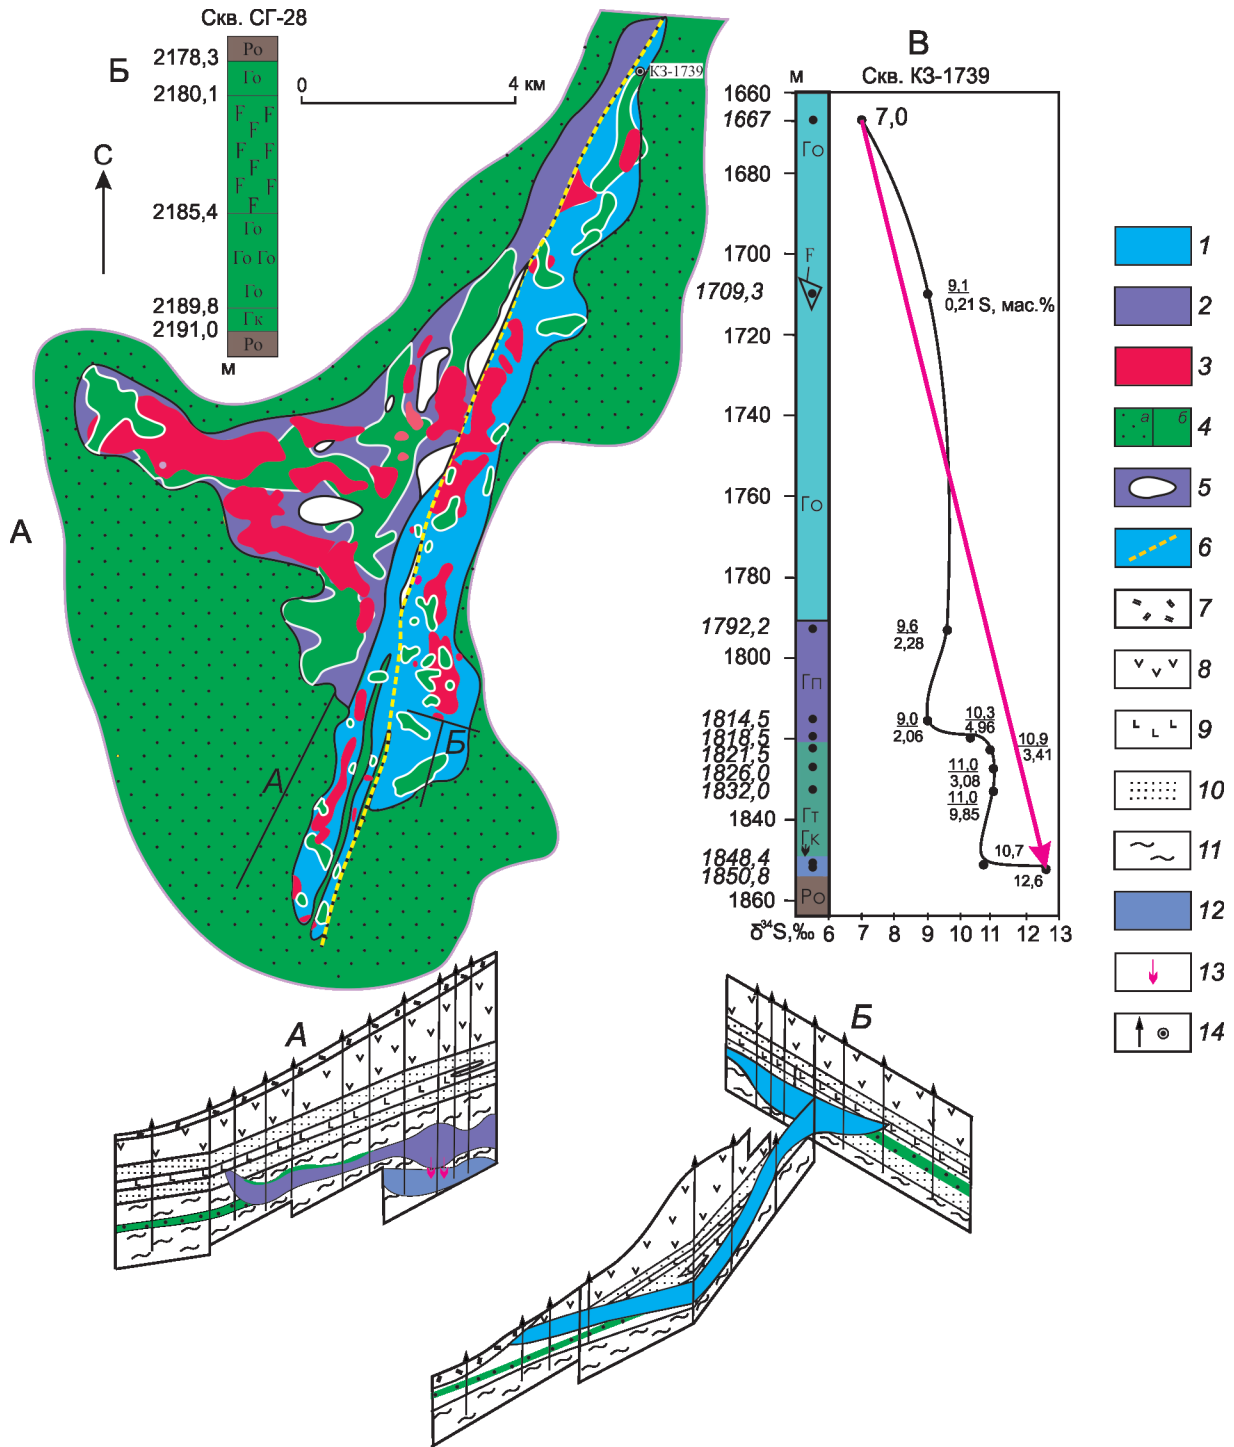 Скв. СГ-28
Б
2178,3
2180,1
2185,4
2189,8
2191,0
м
Ро
Го
F F
F
F F
F
F F
F
Го
Го Го
Го
Гк
Ро
0 4 км
С
А
КЗ-1739
А
Б
В
м Скв. КЗ-1739
1660
1667
1680
1700
1709,3
1720
1740
1760
1780
1792,2
1800
1814,5
1818,5
1821,5
1826,0
1832,0
1840
1848,4
1850,8
1860
Го
F
Го
Гп
Гт
Гк
Ро
7,0
9.1
0,21 S, мас.%
9.6
2,28
9.0
2,06
10.3
4,96
10.9
3,41
11.0
3,08
11.0
9,85
10,7
12,6
δ³⁴S,‰ 6 7 8 9 10 11 12 13
1
2
3
а б 4
5
6
7
8
9
10
11
12
13
14
А
Б